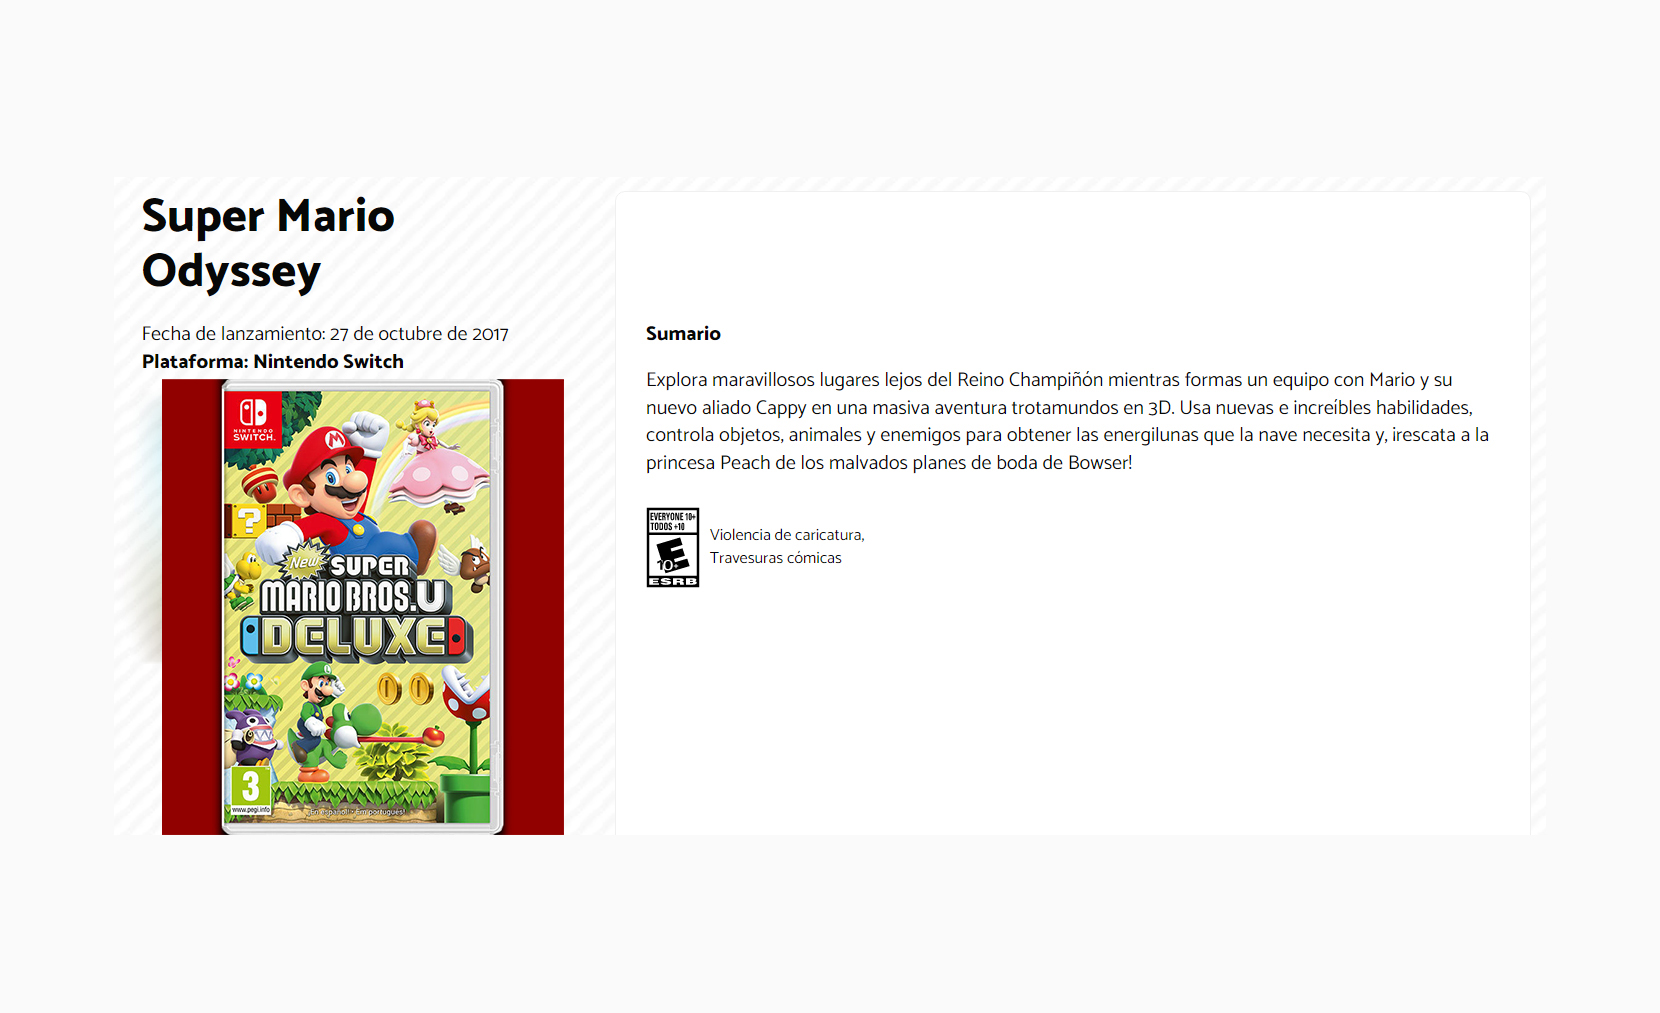 Super Mario
Odyssey
Fecha de lanzamiento: 27 de octubre de 2017
Plataforma: Nintendo Switch
NINTENDO
SWITCH.
New
SUPER
MARIO BROS. U
DELUXE
3
www.pegi.info
¡En español! · Em português!
Sumario
Explora maravillosos lugares lejos del Reino Champiñón mientras formas un equipo con Mario y su
nuevo aliado Cappy en una masiva aventura trotamundos en 3D. Usa nuevas e increíbles habilidades,
controla objetos, animales y enemigos para obtener las energilunas que la nave necesita y, ¡rescata a la
princesa Peach de los malvados planes de boda de Bowser!
EVERYONE 10+
TODOS +10
E
10+
ESRB
Violencia de caricatura,
Travesuras cómicas